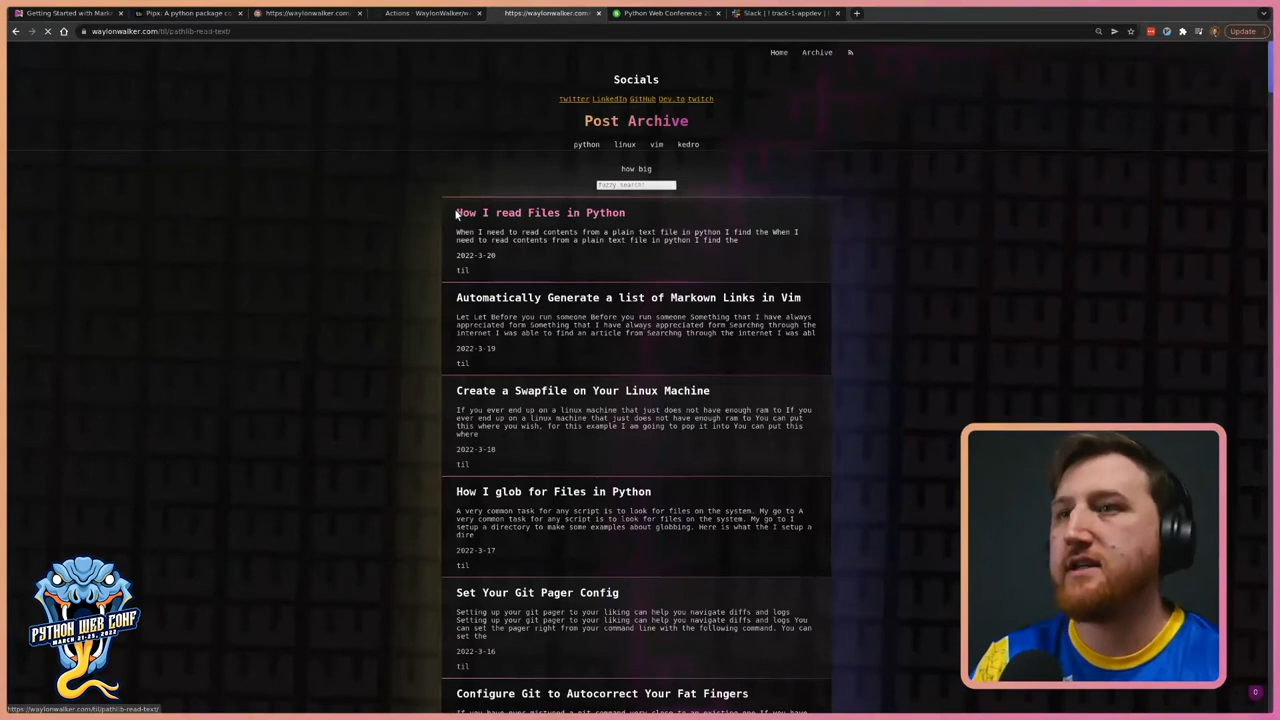 Getting Started with Mark
Pipx: A python package co
https://waylonwalker.com/
Actions · WaylonWalker/w
https://waylonwalker.com/
Python Web Conference 20
Slack | ! track-1-appdev |
waylonwalker.com/til/pathlib-read-text/
Update
Home
Archive
Socials
twitter LinkedIn GitHub Dev.to twitch
Post Archive
python
linux
vim
kedro
how big
Fuzzy search!
How I read Files in Python
When I need to read contents from a plain text file in python I find the When I
need to read contents from a plain text file in python I find the
2022-3-20
til
Automatically Generate a list of Markown Links in Vim
Let Let Before you run someone Before you run someone Something that I have always
appreciated form Something that I have always appreciated form Searchng through the
internet I was able to find an article from Searchng through the internet I was abl
2022-3-19
til
Create a Swapfile on Your Linux Machine
If you ever end up on a linux machine that just does not have enough ram to If you
ever end up on a linux machine that just does not have enough ram to You can put
this where you wish, for this example I am going to pop it into You can put this
where
2022-3-18
til
How I glob for Files in Python
A very common task for any script is to look for files on the system. My go to A
very common task for any script is to look for files on the system. My go to I
setup a directory to make some examples about globbing. Here is what the I setup a
dire
2022-3-17
til
Set Your Git Pager Config
Setting up your git pager to your liking can help you navigate diffs and logs
Setting up your git pager to your liking can help you navigate diffs and logs You
can set the pager right from your command line with the following command. You can
set the
2022-3-16
til
Configure Git to Autocorrect Your Fat Fingers
PYTHON WEB CONF
MARCH 21-25, 2022
https://waylonwalker.com/til/pathlib-read-text/
0